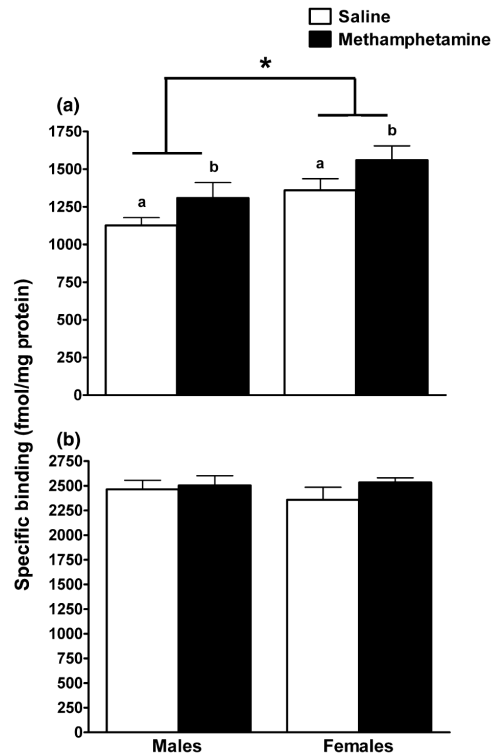 Saline
Methamphetamine
*
(a)
1750
1500
1250
1000
750
500
250
0
a
b
a
b
Specific binding (fmol/mg protein)
(b)
2750
2500
2250
2000
1750
1500
1250
1000
750
500
250
0
Males
Females